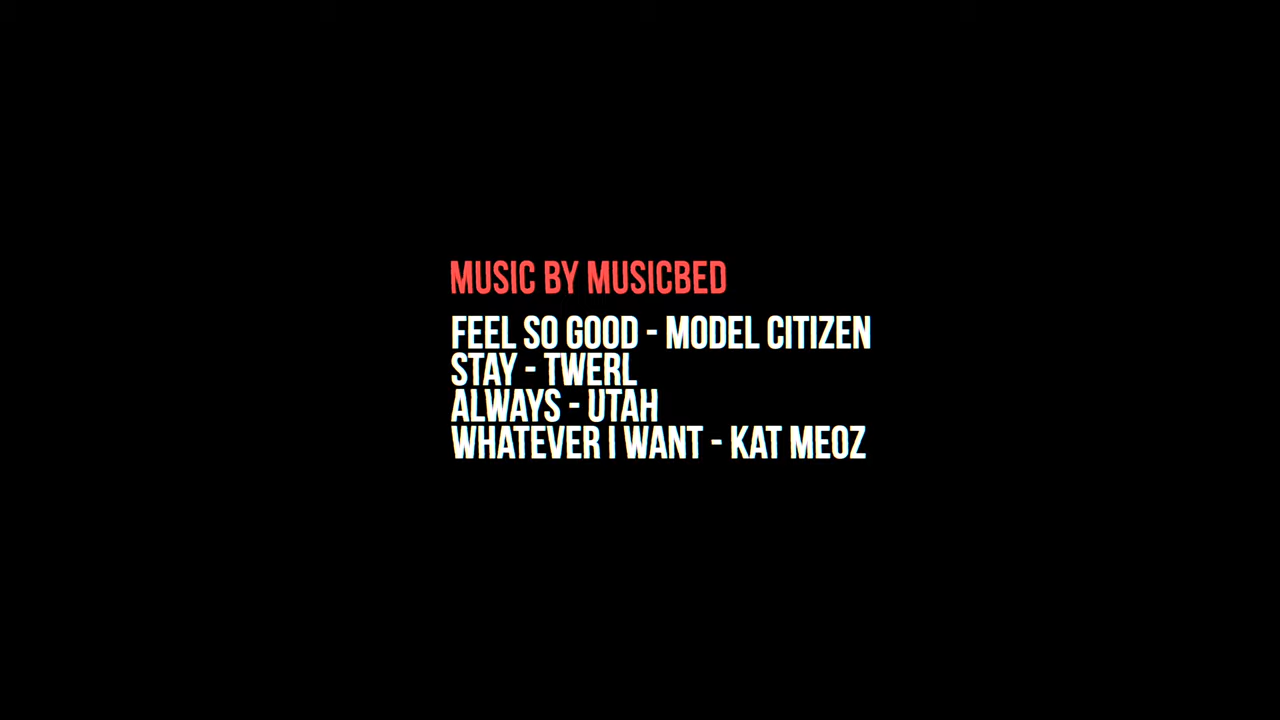 MUSIC BY MUSICBED
FEEL SO GOOD - MODEL CITIZEN
STAY - TWERL
ALWAYS - UTAH
WHATEVER I WANT - KAT MEOZ